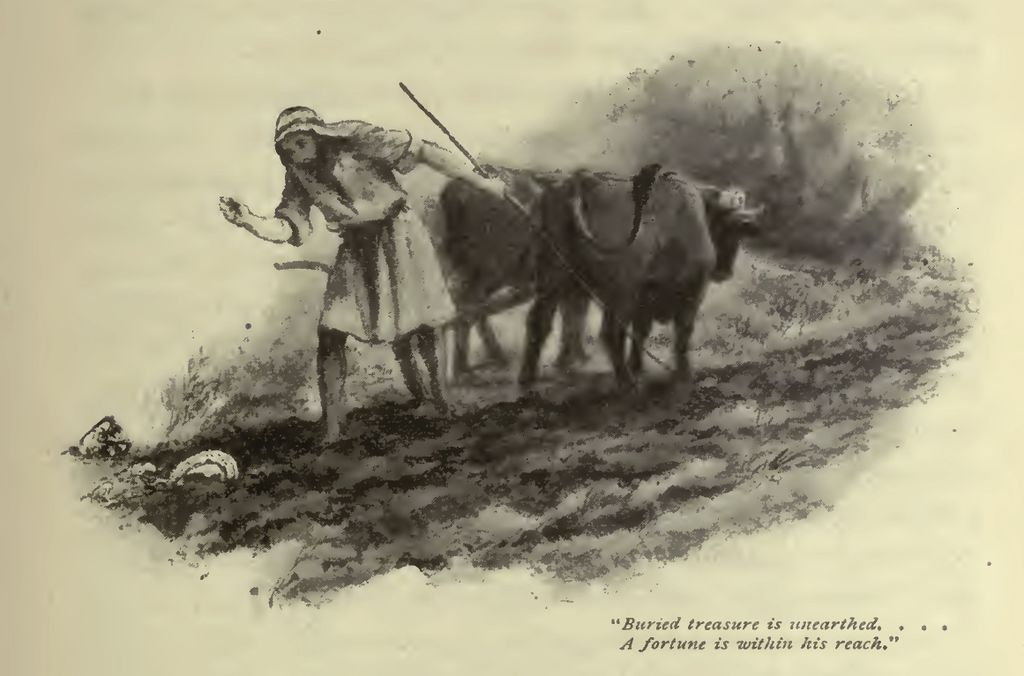 "Buried treasure is unearthed. . . .
A fortune is within his reach."